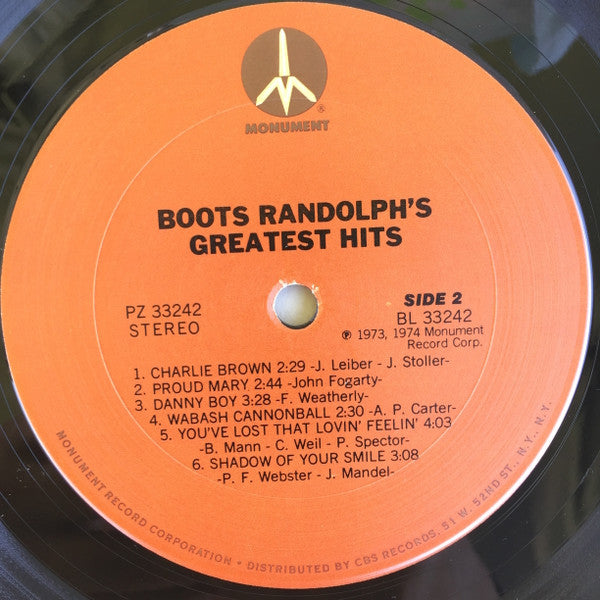 ®
MONUMENT
BOOTS RANDOLPH'S
GREATEST HITS
PZ 33242
STEREO
SIDE 2
BL 33242
℗ 1973, 1974 Monument
Record Corp.
1. CHARLIE BROWN 2:29 -J. Leiber - J. Stoller-
2. PROUD MARY 2:44 -John Fogarty-
3. DANNY BOY 3:28 -F. Weatherly-
4. WABASH CANNONBALL 2:30 -A. P. Carter-
5. YOU'VE LOST THAT LOVIN' FEELIN' 4:03
-B. Mann - C. Weil - P. Spector-
6. SHADOW OF YOUR SMILE 3:08
-P. F. Webster - J. Mandel-
MONUMENT RECORD CORPORATION • DISTRIBUTED BY CBS RECORDS. 51 W. 52ND ST., N.Y., N.Y.